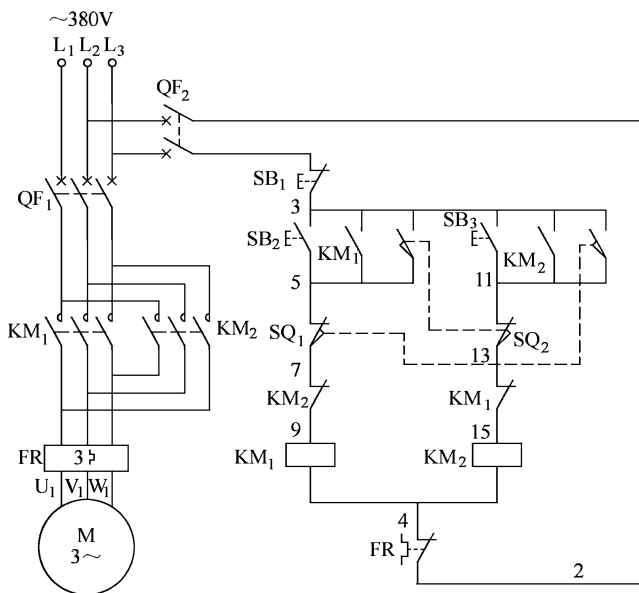 ～380V
L₁ L₂ L₃
QF₂
QF₁
SB₁
3
SB₂ KM₁ SB₃ KM₂
5 11
KM₁ KM₂ SQ₁ SQ₂
13
7
KM₂ KM₁
9 15
FR 3 KM₁ KM₂
U₁ V₁ W₁
M
3～
4
FR
2